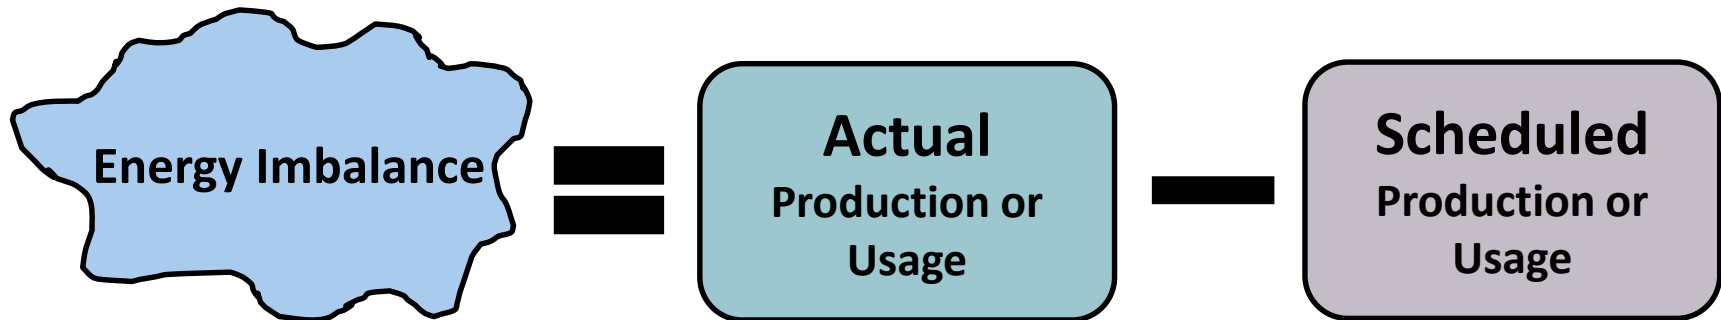 Energy Imbalance
Actual
Production or
Usage
Scheduled
Production or
Usage